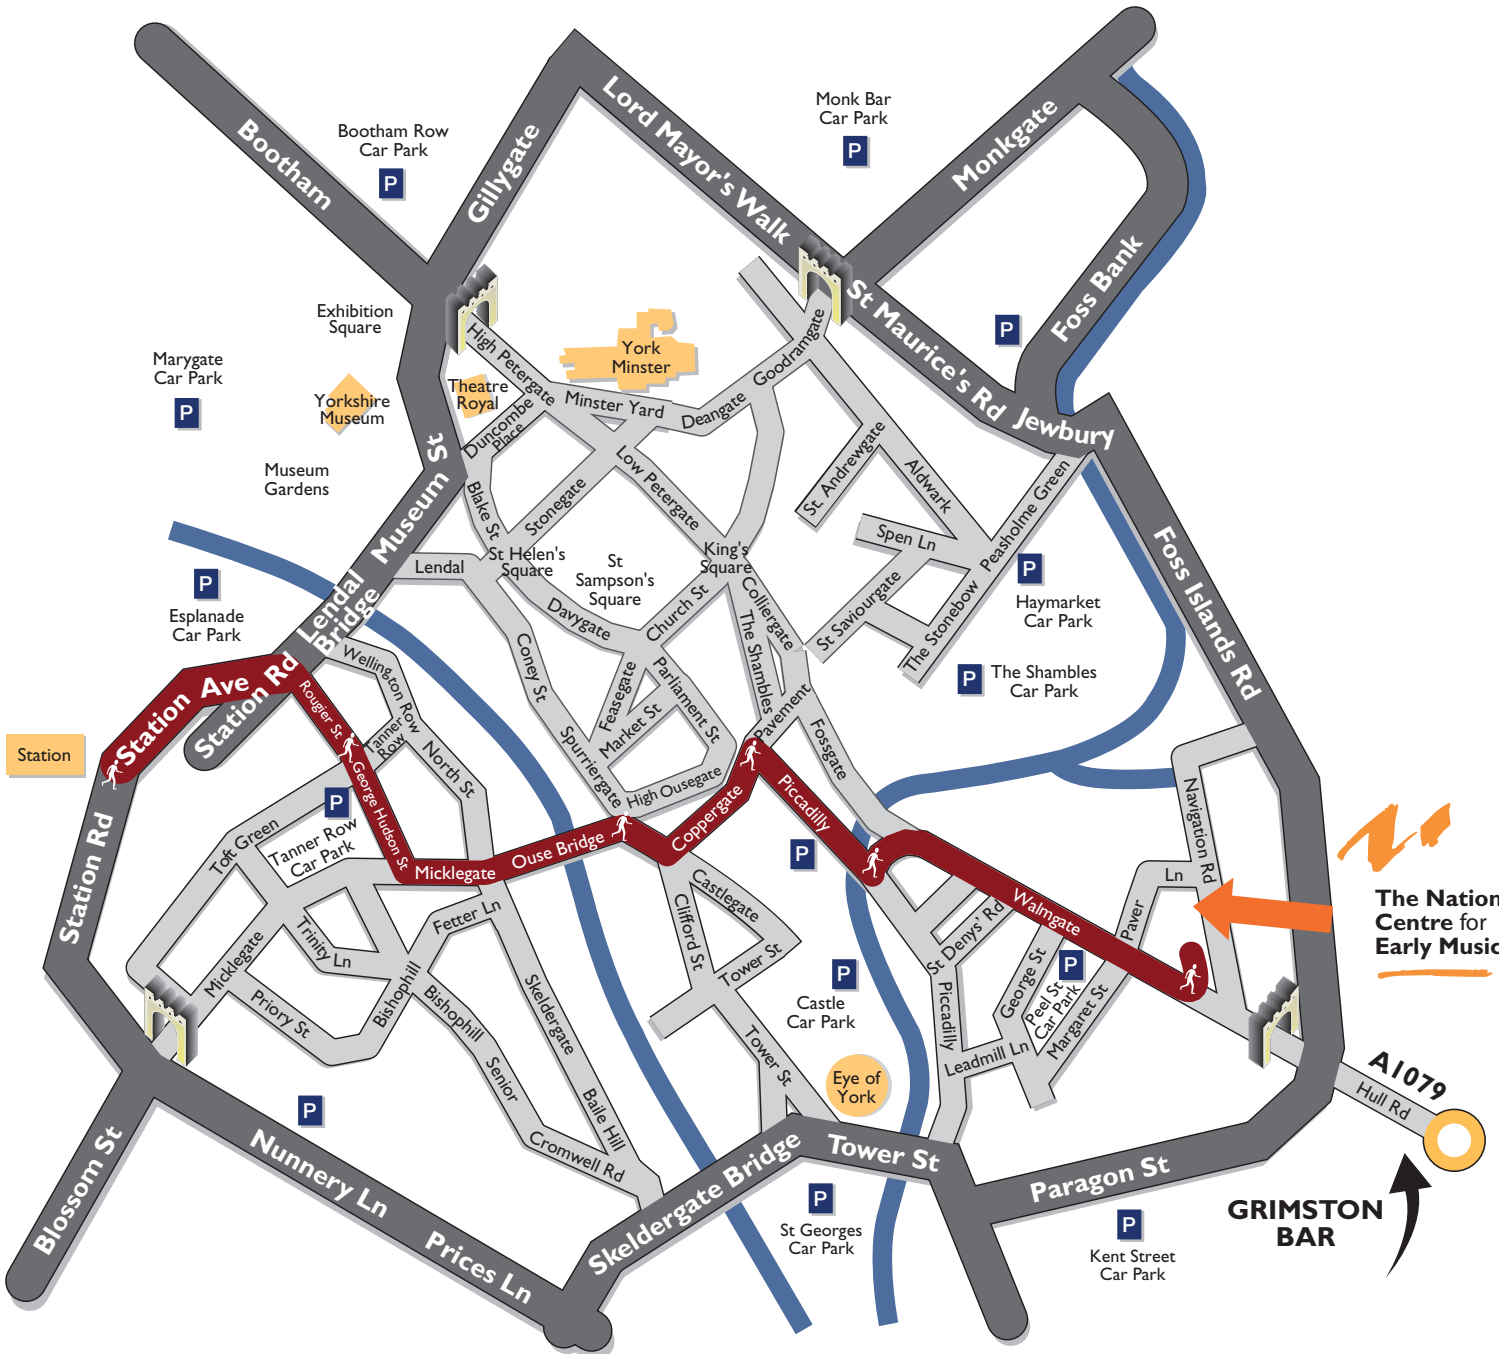 Bootham
Bootham Row
Car Park
P
Gillygate
Lord Mayor's Walk
Monk Bar
Car Park
P
Monkgate
Foss Bank
P
St Maurice's Rd
Jewbury
Exhibition
Square
Marygate
Car Park
P
Yorkshire
Museum
Theatre
Royal
High Petergate
York
Minster
Minster Yard
Deangate
Goodramgate
Duncombe
Place
Museum
Gardens
Museum St
Blake St
Stonegate
Low Petergate
St. Andrewgate
Aldwark
Spen Ln
Peasholme Green
P
Haymarket
Car Park
Foss Islands Rd
Lendal
St Helen's
Square
St
Sampson's
Square
King's
Square
P
Esplanade
Car Park
Lendal
Bridge
Davygate
Church St
Colliergate
The Shambles
St Saviourgate
The Stonebow
P
The Shambles
Car Park
Station Ave
Station Rd
Rougier St
Wellington Row
Tanner
Row
North St
Coney St
Feasegate
Market St
Parliament St
Pavement
Fossgate
Spurriergate
High Ousegate
Station
Station Rd
P
Tanner Row
Car Park
George Hudson St
Toft Green
Micklegate
Ouse Bridge
Coppergate
Piccadilly
P
Navigation Rd
Ln
Paver
Walmgate
The Nation
Centre for
Early Music
Fetter Ln
Trinity Ln
Micklegate
Priory St
Bishophill
Bishophill
Senior
Skeldergate
Baile Hill
Cromwell Rd
Castlegate
Clifford St
Tower St
Tower St
P
Castle
Car Park
Eye of
York
St Denys' Rd
Piccadilly
George St
P
Peel St
Car Park
Margaret St
Leadmill Ln
A1079
Hull Rd
GRIMSTON
BAR
P
Nunnery Ln
Blossom St
Prices Ln
Skeldergate Bridge
Tower St
Paragon St
P
St Georges
Car Park
P
Kent Street
Car Park